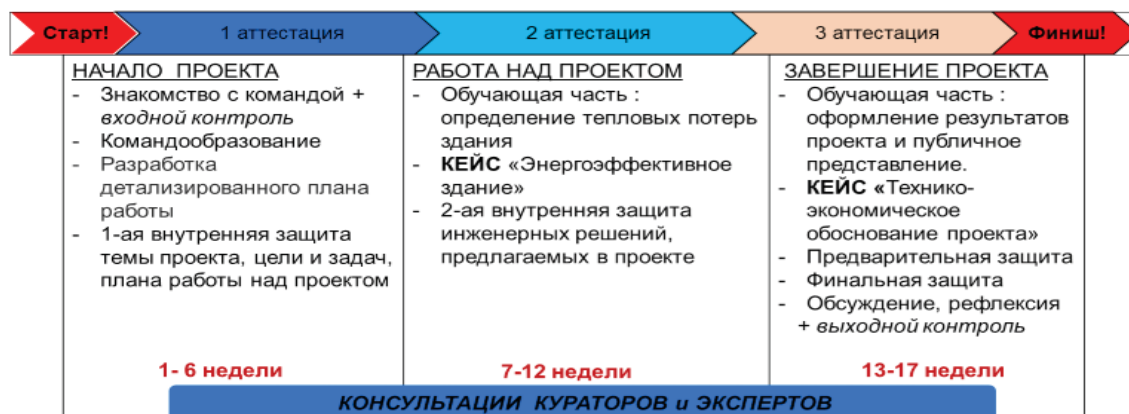 Старт!
1 аттестация
2 аттестация
3 аттестация
Финиш!
НАЧАЛО ПРОЕКТА
- Знакомство с командой +
входной контроль
- Командообразование
- Разработка
детализированного плана
работы
- 1-ая внутренняя защита
темы проекта, цели и задач,
плана работы над проектом
1- 6 недели
РАБОТА НАД ПРОЕКТОМ
- Обучающая часть :
определение тепловых потерь
здания
- КЕЙС «Энергоэффективное
здание»
- 2-ая внутренняя защита
инженерных решений,
предлагаемых в проекте
7-12 недели
ЗАВЕРШЕНИЕ ПРОЕКТА
- Обучающая часть :
оформление результатов
проекта и публичное
представление.
- КЕЙС «Технико-
экономическое
обоснование проекта»
- Предварительная защита
- Финальная защита
- Обсуждение, рефлексия
+ выходной контроль
13-17 недели
КОНСУЛЬТАЦИИ КУРАТОРОВ и ЭКСПЕРТОВ